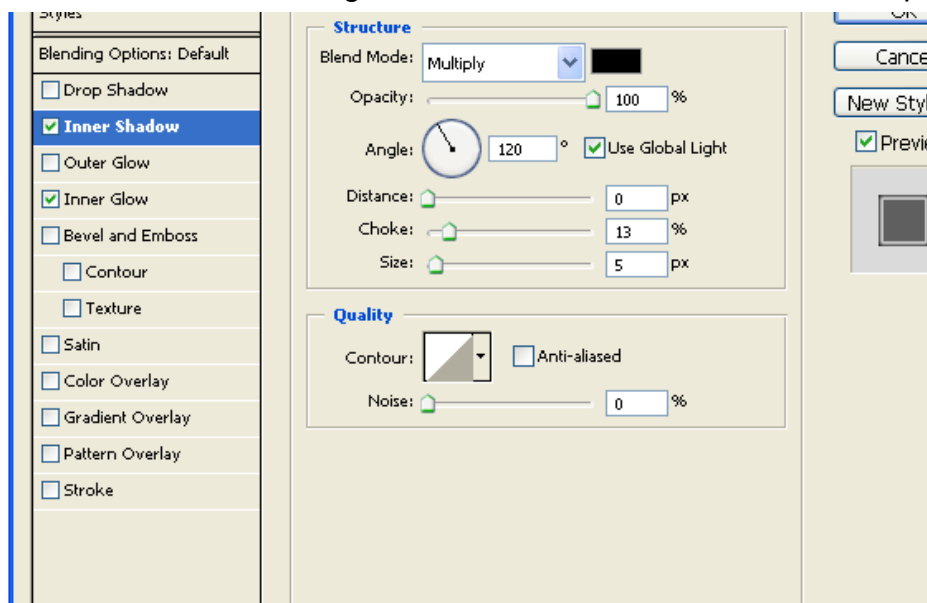 Styles
Blending Options: Default
Drop Shadow
Inner Shadow
Outer Glow
Inner Glow
Bevel and Emboss
Contour
Texture
Satin
Color Overlay
Gradient Overlay
Pattern Overlay
Stroke
Structure
Blend Mode: Multiply
Opacity: 100 %
Angle: 120 ° Use Global Light
Distance: 0 px
Choke: 13 %
Size: 5 px
Quality
Contour: Anti-aliased
Noise: 0 %
OK
Cance
New Styl
Previe